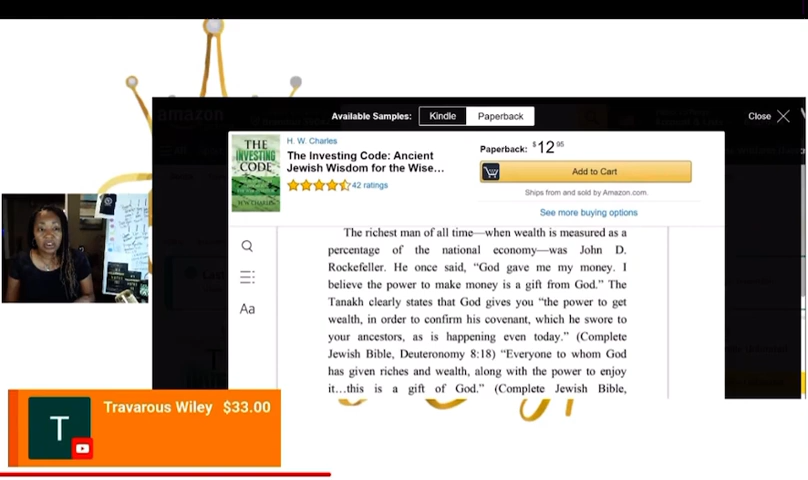 amazon
Available Samples: Kindle Paperback
Close
H. W. Charles
The Investing Code: Ancient
Jewish Wisdom for the Wise...
42 ratings
THE
INVESTING
CODE
H.W. CHARLES
Paperback: $12 95
Add to Cart
Ships from and sold by Amazon.com
See more buying options
Aa
The richest man of all time—when wealth is measured as a
percentage of the national economy—was John D.
Rockefeller. He once said, “God gave me my money. I
believe the power to make money is a gift from God.” The
Tanakh clearly states that God gives you “the power to get
wealth, in order to confirm his covenant, which he swore to
your ancestors, as is happening even today.” (Complete
Jewish Bible, Deuteronomy 8:18) “Everyone to whom God
has given riches and wealth, along with the power to enjoy
it…this is a gift of God.” (Complete Jewish Bible,
T
Travarous Wiley $33.00